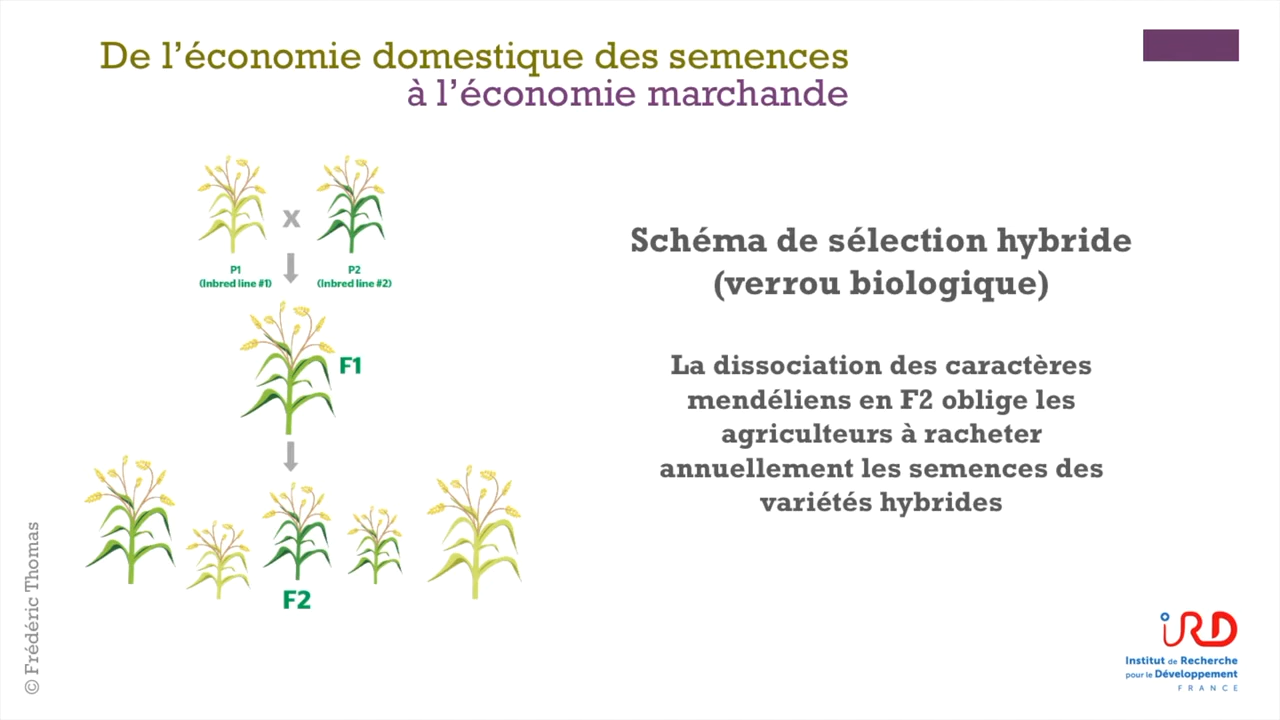 De l’économie domestique des semences
à l’économie marchande
x
P1
(Inbred line #1)
P2
(Inbred line #2)
F1
F2
Schéma de sélection hybride
(verrou biologique)
La dissociation des caractères
mendéliens en F2 oblige les
agriculteurs à racheter
annuellement les semences des
variétés hybrides
© Frédéric Thomas
iRD
Institut de Recherche
pour le Développement
FRANCE